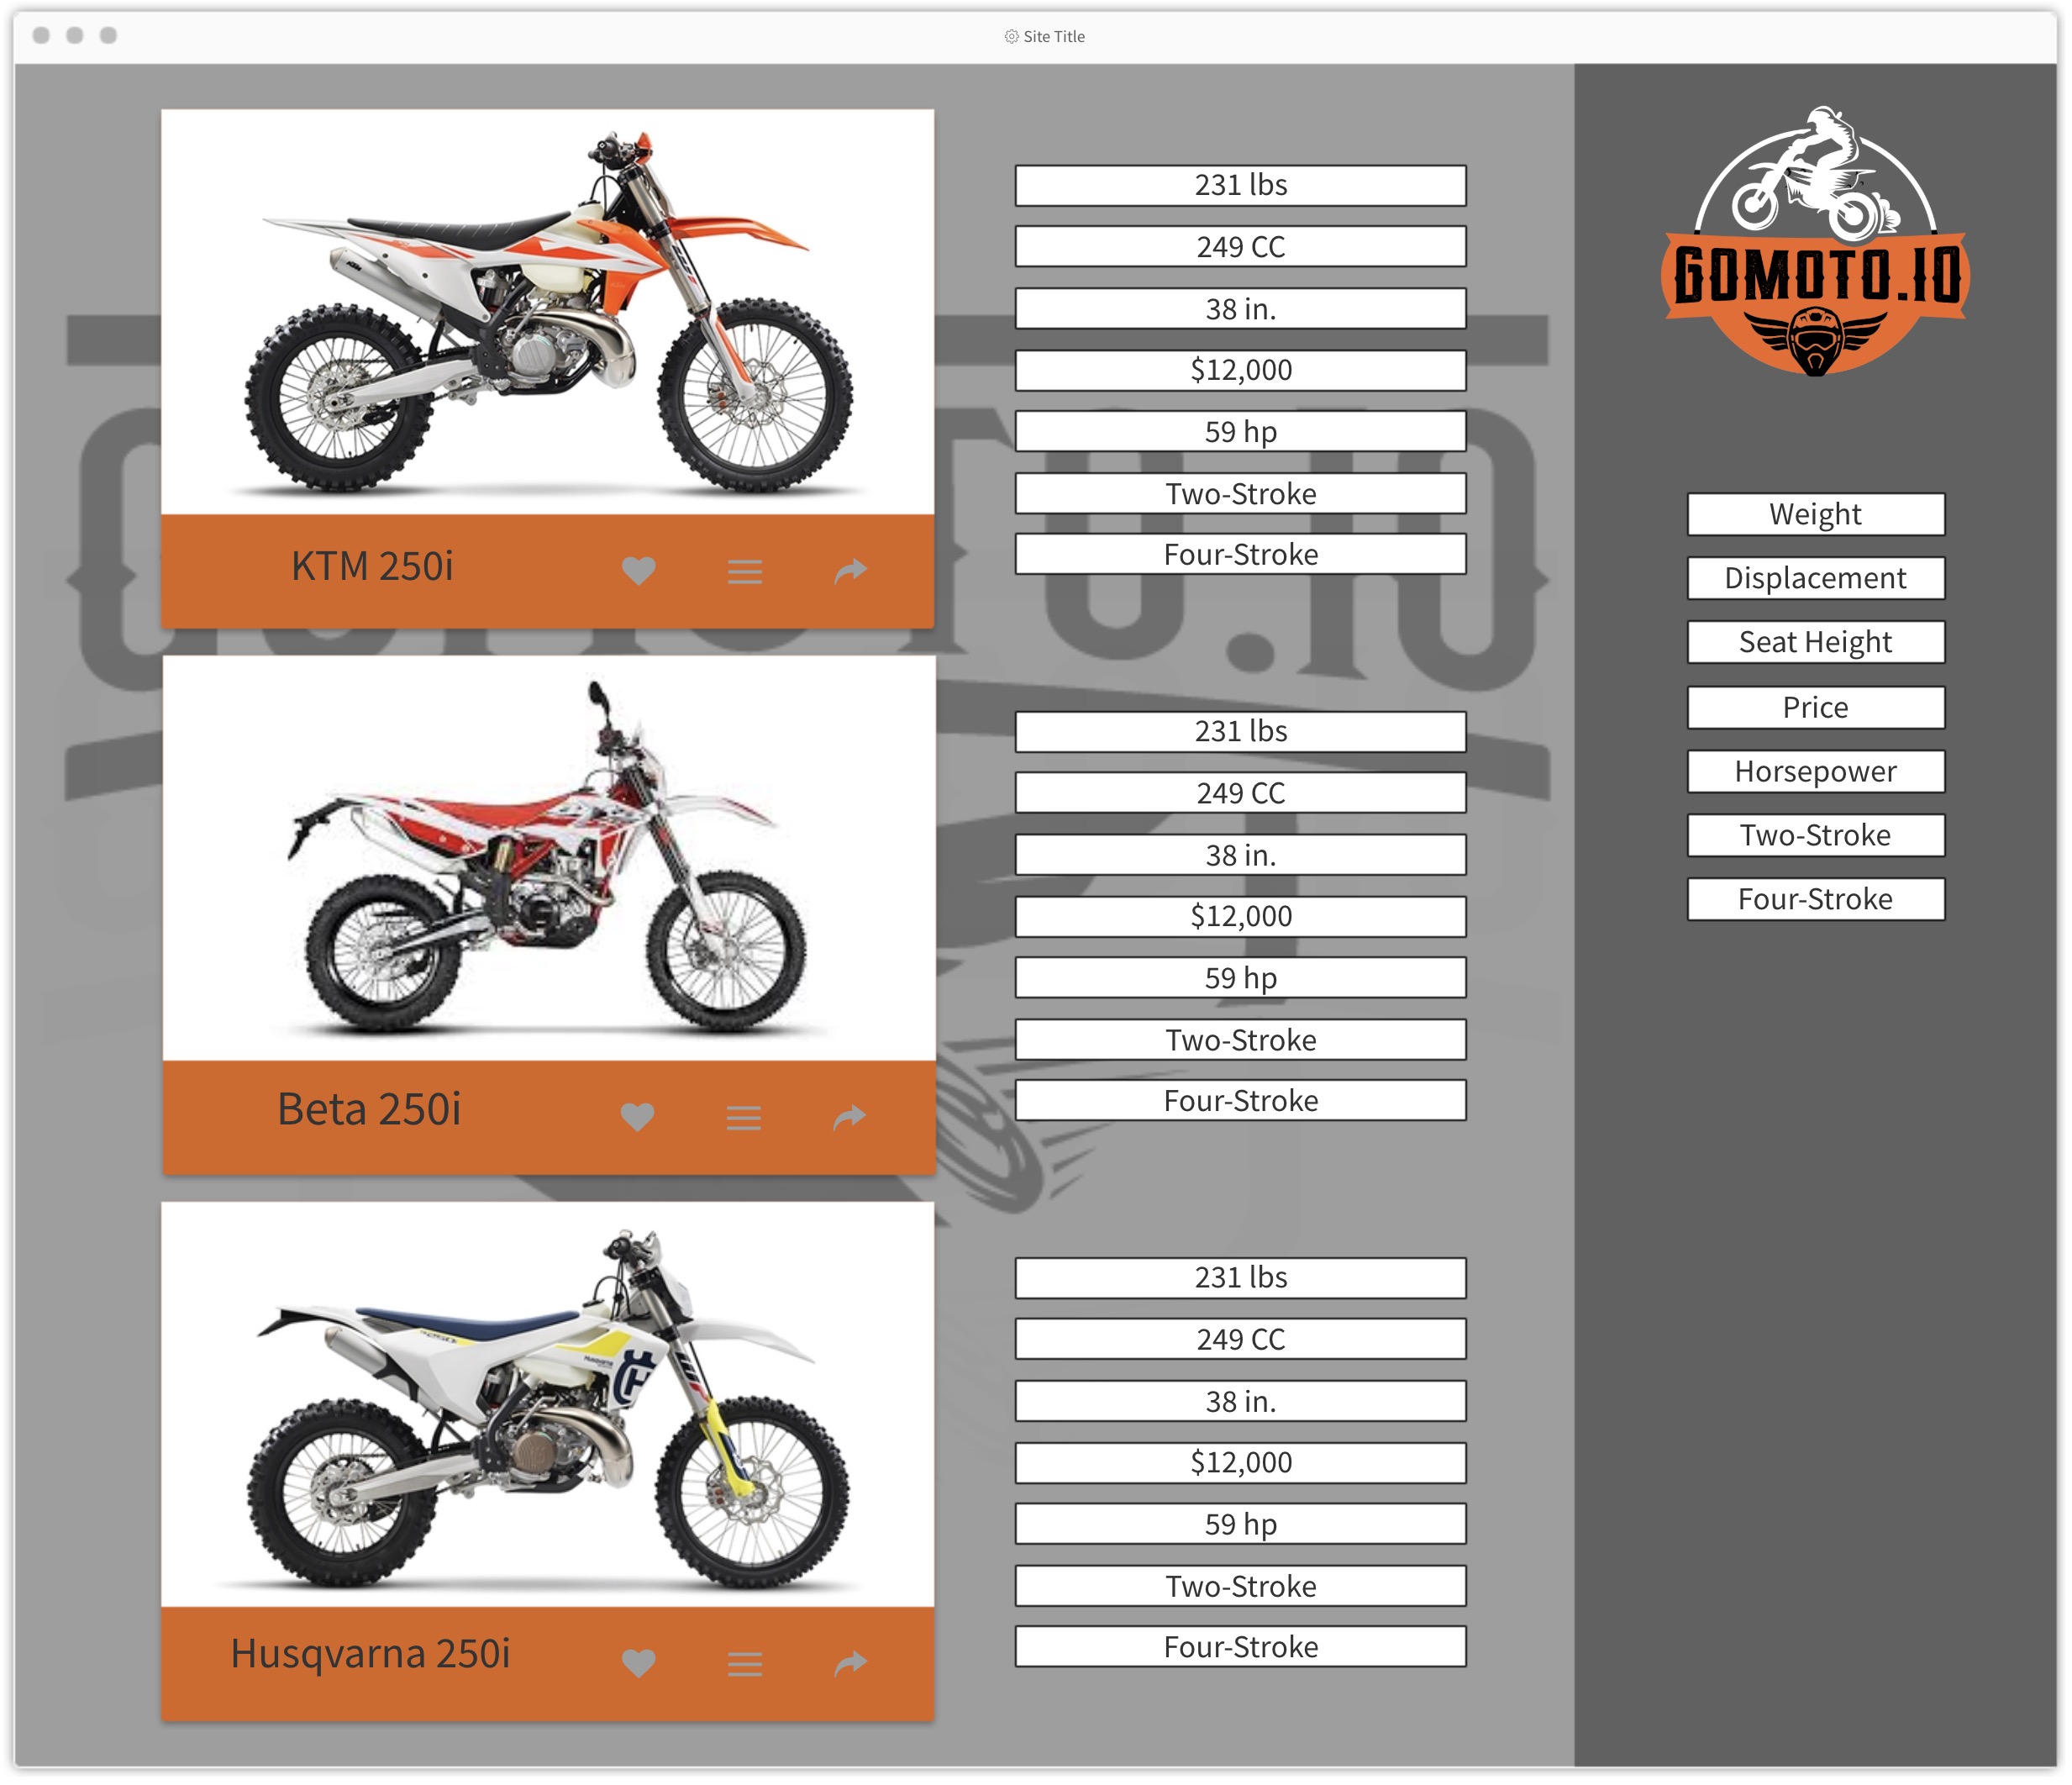 Site Title
GOMOTO.IO
KTM 250i
231 lbs
249 CC
38 in.
$12,000
59 hp
Two-Stroke
Four-Stroke
Beta 250i
231 lbs
249 CC
38 in.
$12,000
59 hp
Two-Stroke
Four-Stroke
Husqvarna 250i
231 lbs
249 CC
38 in.
$12,000
59 hp
Two-Stroke
Four-Stroke
GOMOTO.IO
Weight
Displacement
Seat Height
Price
Horsepower
Two-Stroke
Four-Stroke